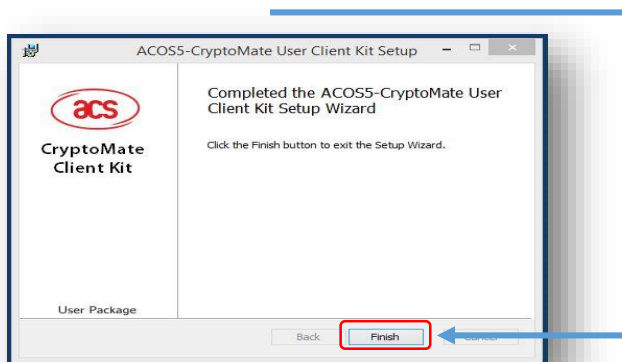 ACOS5-CryptoMate User Client Kit Setup
acs
CryptoMate
Client Kit
Completed the ACOS5-CryptoMate User
Client Kit Setup Wizard
Click the Finish button to exit the Setup Wizard.
User Package
Back
Finish